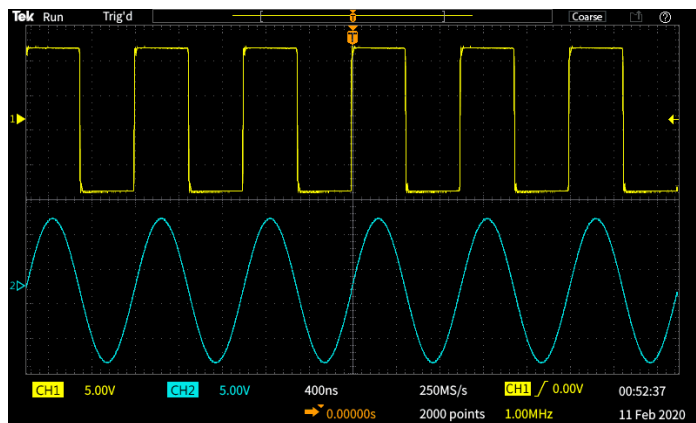 Tek Run Trig'd Coarse ?
T
T
1
2
CH1 5.00V CH2 5.00V 400ns 250MS/s CH1 / 0.00V 00:52:37
0.00000s 2000 points 1.00MHz 11 Feb 2020